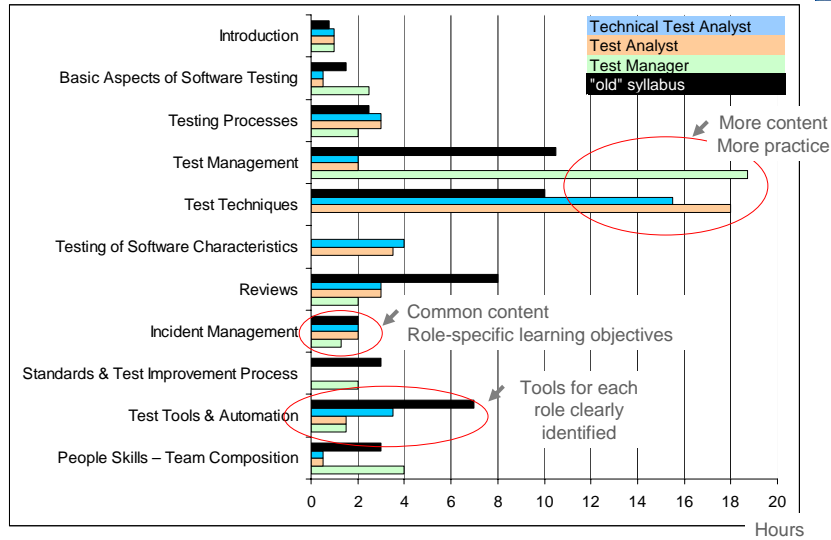 Technical Test Analyst
Test Analyst
Test Manager
"old" syllabus
Introduction
Basic Aspects of Software Testing
Testing Processes
More content
More practice
Test Management
Test Techniques
Testing of Software Characteristics
Reviews
Common content
Role-specific learning objectives
Incident Management
Standards & Test Improvement Process
Tools for each
role clearly
identified
Test Tools & Automation
People Skills – Team Composition
0 2 4 6 8 10 12 14 16 18 20
Hours